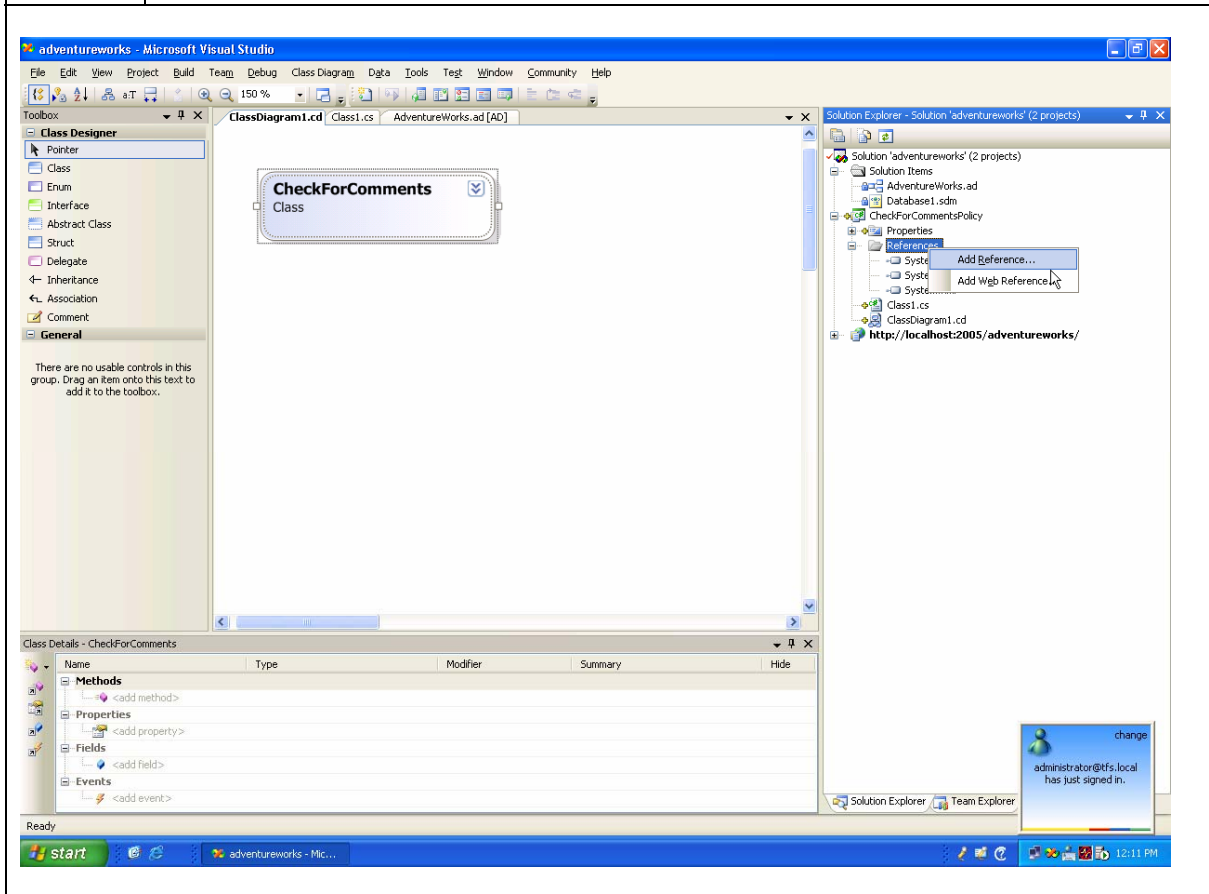 adventureworks - Microsoft Visual Studio
File Edit View Project Build Team Debug Class Diagram Data Tools Test Window Community Help
150 %
Toolbox
Class Designer
Pointer
Class
Enum
Interface
Abstract Class
Struct
Delegate
Inheritance
Association
Comment
General
There are no usable controls in this
group. Drag an item onto this text to
add it to the toolbox.
ClassDiagram1.cd Class1.cs AdventureWorks.ad [AD]
CheckForComments
Class
Solution Explorer - Solution 'adventureworks' (2 projects)
Solution 'adventureworks' (2 projects)
Solution Items
AdventureWorks.ad
Database1.sdm
CheckForCommentsPolicy
Properties
References
Syste
Syste
Add Reference...
Add Web Reference
Class1.cs
ClassDiagram1.cd
http://localhost:2005/adventureworks/
Class Details - CheckForComments
Name Type Modifier Summary Hide
Methods
<add method>
Properties
<add property>
Fields
<add field>
Events
<add event>
change
administrator@tfs.local
has just signed in.
Solution Explorer Team Explorer
Ready
start adventureworks - Mic... 12:11 PM